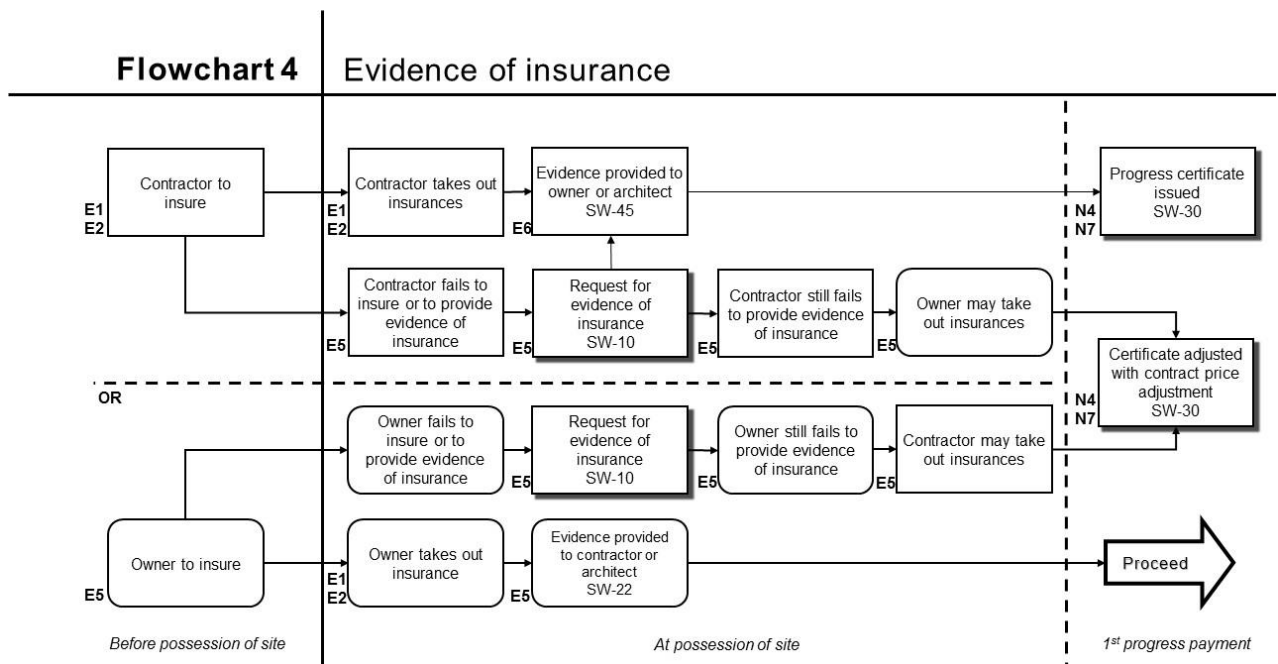 Flowchart 4
Evidence of insurance
Contractor to
insure
E1
E2
Contractor takes out
insurances
E1
E2
Evidence provided to
owner or architect
SW-45
E6
Progress certificate
issued
SW-30
N4
N7
Contractor fails to
insure or to provide
evidence of
insurance
E5
Request for
evidence of
insurance
SW-10
E5
Contractor still fails
to provide evidence
of insurance
E5
Owner may take
out insurances
E5
Certificate adjusted
with contract price
adjustment
SW-30
N4
N7
OR
Owner fails to
insure or to
provide evidence
of insurance
Request for
evidence of
insurance
SW-10
E5
Owner still fails to
provide evidence
of insurance
E5
Contractor may take
out insurances
E5
Owner to insure
E5
Owner takes out
insurance
E1
E2
Evidence provided
to contractor or
architect
SW-22
E5
Proceed
Before possession of site
At possession of site
1st progress payment